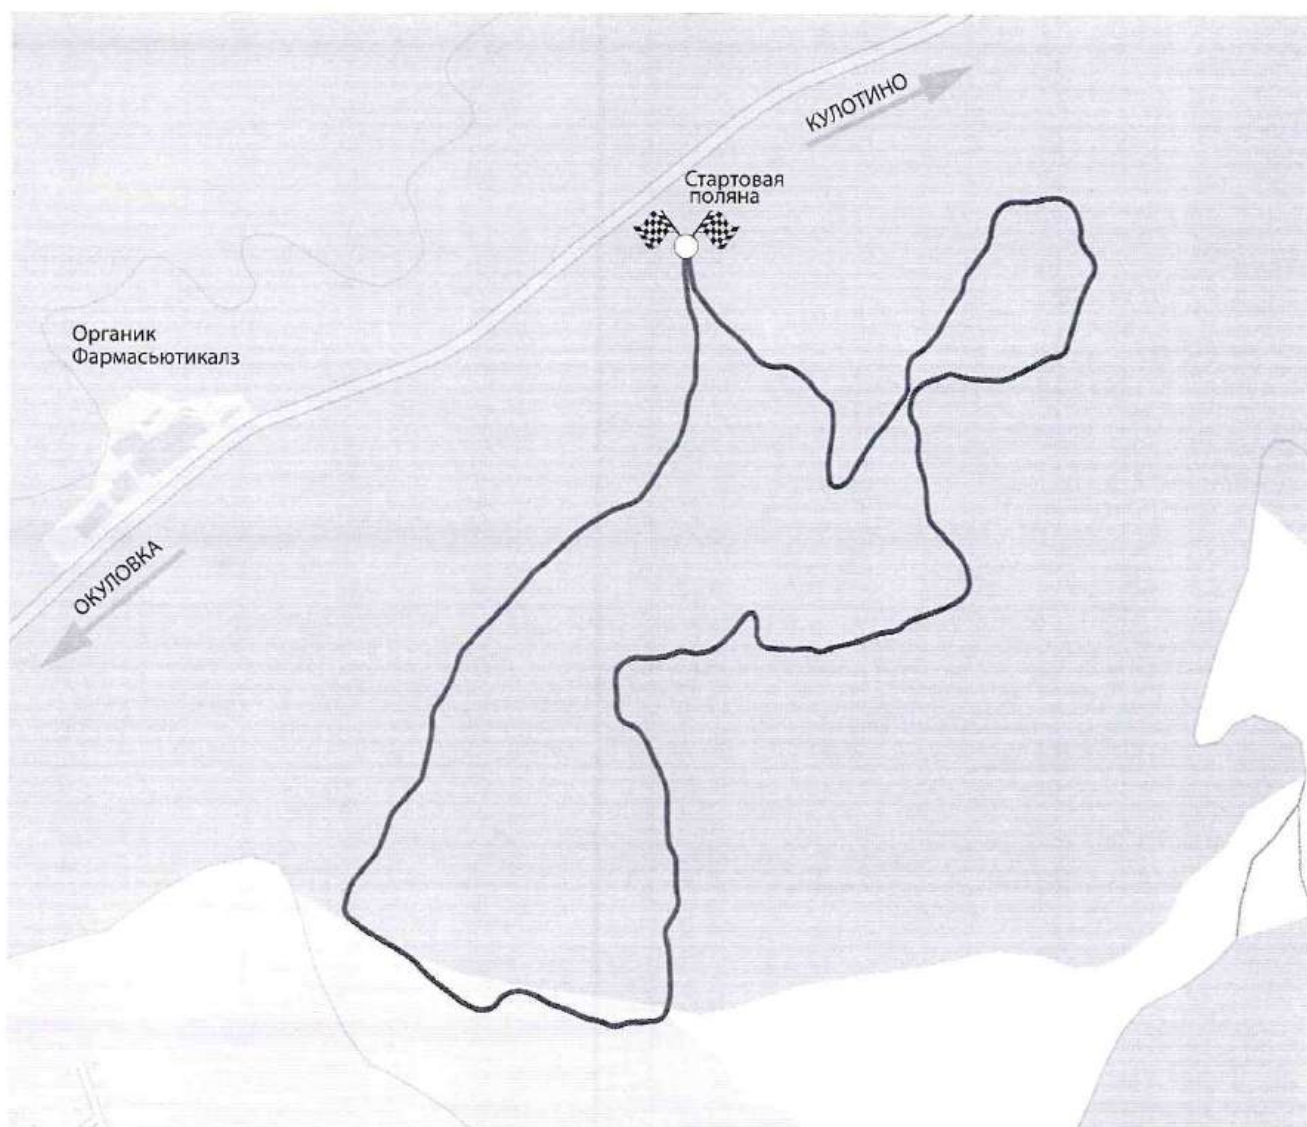 КУЛОТИНО
Стартовая
поляна
Органик
Фармасьютикалз
ОКУЛОВКА